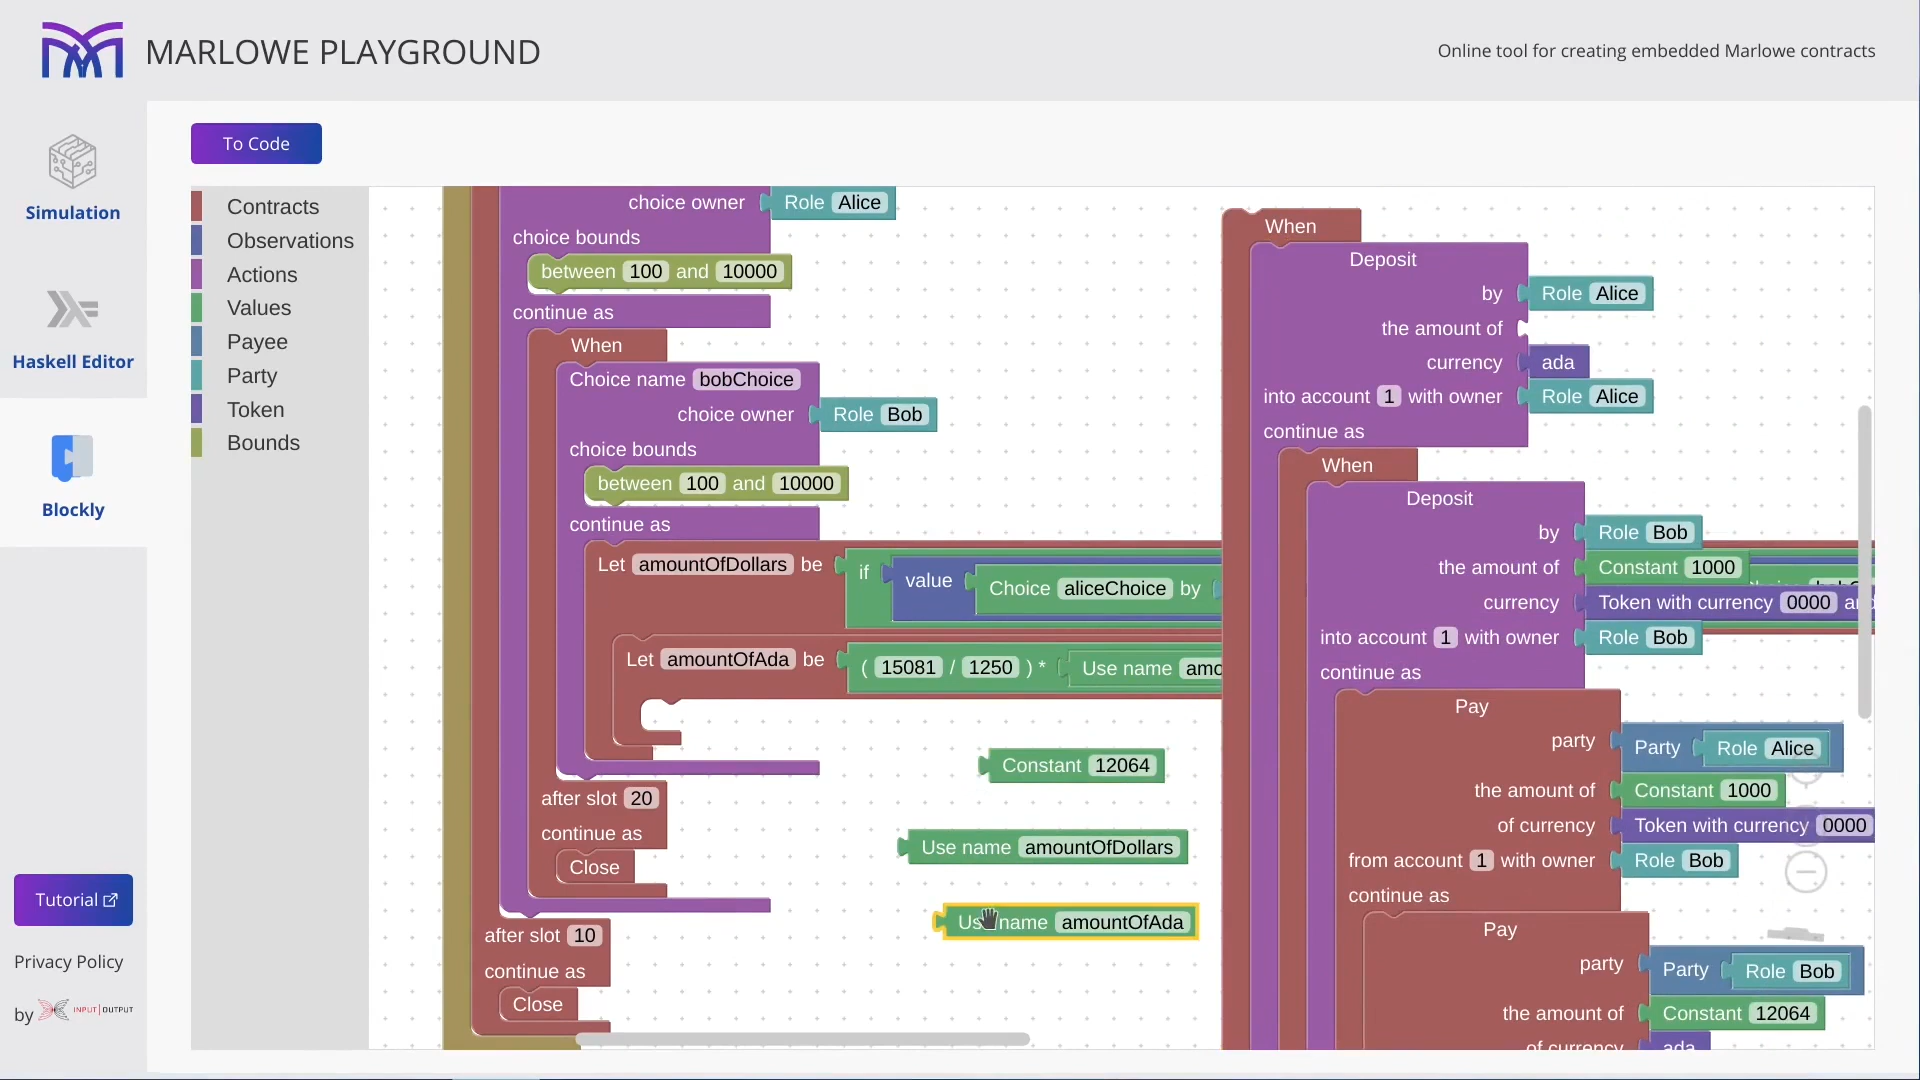 MARLOWE PLAYGROUND
Online tool for creating embedded Marlowe contracts
To Code
Simulation
Haskell Editor
Blockly
Tutorial
Privacy Policy
by INPUT | OUTPUT
Contracts
Observations
Actions
Values
Payee
Party
Token
Bounds
choice owner Role Alice
choice bounds
between 100 and 10000
continue as
When
Choice name bobChoice
choice owner Role Bob
choice bounds
between 100 and 10000
continue as
Let amountOfDollars be if value Choice aliceChoice by
Let amountOfAda be ( 15081 / 1250 ) * Use name amo
Constant 12064
after slot 20
continue as
Use name amountOfDollars
Close
Use name amountOfAda
after slot 10
continue as
Close
When
Deposit
by Role Alice
the amount of
currency ada
into account 1 with owner Role Alice
continue as
When
Deposit
by Role Bob
the amount of Constant 1000
currency Token with currency 0000 an
into account 1 with owner Role Bob
continue as
Pay
party Party Role Alice
the amount of Constant 1000
of currency Token with currency 0000
from account 1 with owner Role Bob
continue as
Pay
party Party Role Bob
the amount of Constant 12064
of currency ada